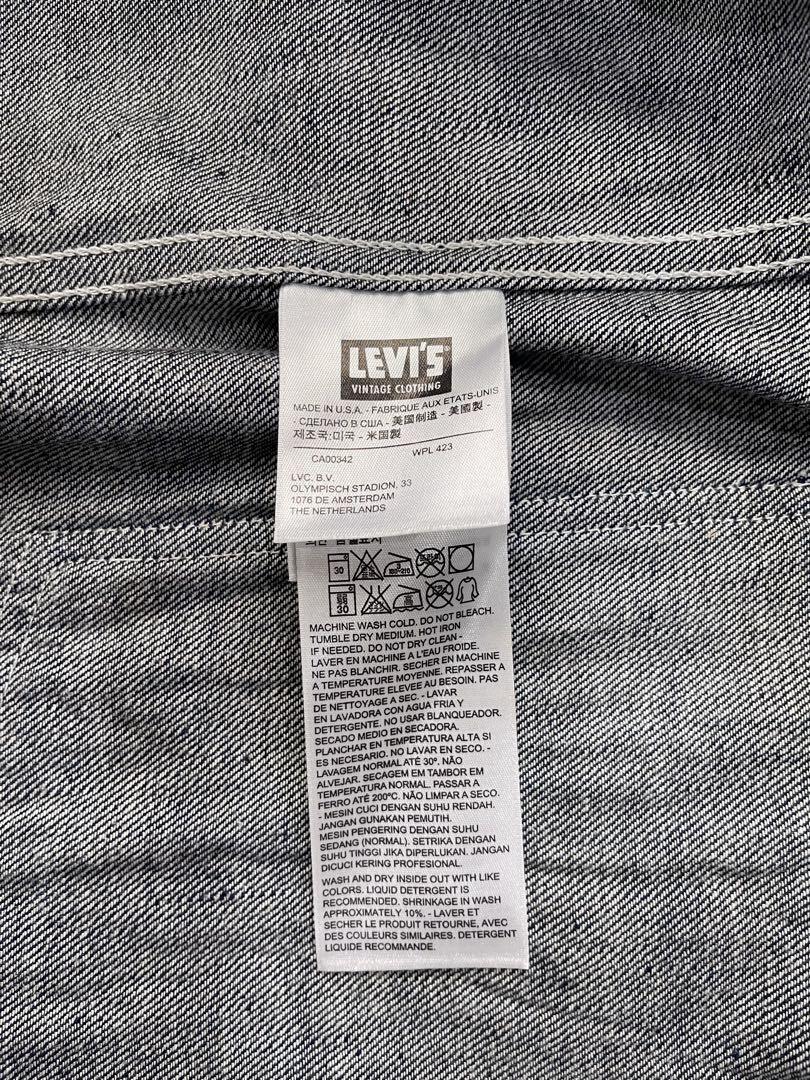 LEVI'S
VINTAGE CLOTHING
MADE IN U.S.A. - FABRIQUE AUX ETATS-UNIS
- СДЕЛАНО В США - 美国制造 - 美國製 -
제조국:미국 - 米国製
CA00342 WPL 423
LVC. B.V.
OLYMPISCH STADION, 33
1076 DE AMSTERDAM
THE NETHERLANDS
30
30
MACHINE WASH COLD. DO NOT BLEACH.
TUMBLE DRY MEDIUM. HOT IRON
IF NEEDED. DO NOT DRY CLEAN -
LAVER EN MACHINE A L'EAU FROIDE.
NE PAS BLANCHIR. SECHER EN MACHINE
A TEMPERATURE MOYENNE. REPASSER A
TEMPERATURE ELEVEE AU BESOIN. PAS
DE NETTOYAGE A SEC. - LAVAR
EN LAVADORA CON AGUA FRIA Y
DETERGENTE. NO USAR BLANQUEADOR.
SECADO MEDIO EN SECADORA.
PLANCHAR EN TEMPERATURA ALTA SI
ES NECESARIO. NO LAVAR EN SECO. -
LAVAGEM NORMAL ATÉ 30º. NÃO
ALVEJAR. SECAGEM EM TAMBOR EM
TEMPERATURA NORMAL. PASSAR A
FERRO ATÉ 200ºC. NÃO LIMPAR A SECO.
- MESIN CUCI DENGAN SUHU RENDAH.
JANGAN GUNAKAN PEMUTIH.
MESIN PENGERING DENGAN SUHU
SEDANG (NORMAL). SETRIKA DENGAN
SUHU TINGGI JIKA DIPERLUKAN. JANGAN
DICUCI KERING PROFESIONAL.
WASH AND DRY INSIDE OUT WITH LIKE
COLORS. LIQUID DETERGENT IS
RECOMMENDED. SHRINKAGE IN WASH
APPROXIMATELY 10%. - LAVER ET
SECHER LE PRODUIT RETOURNE, AVEC
DES COULEURS SIMILAIRES. DETERGENT
LIQUIDE RECOMMANDE.